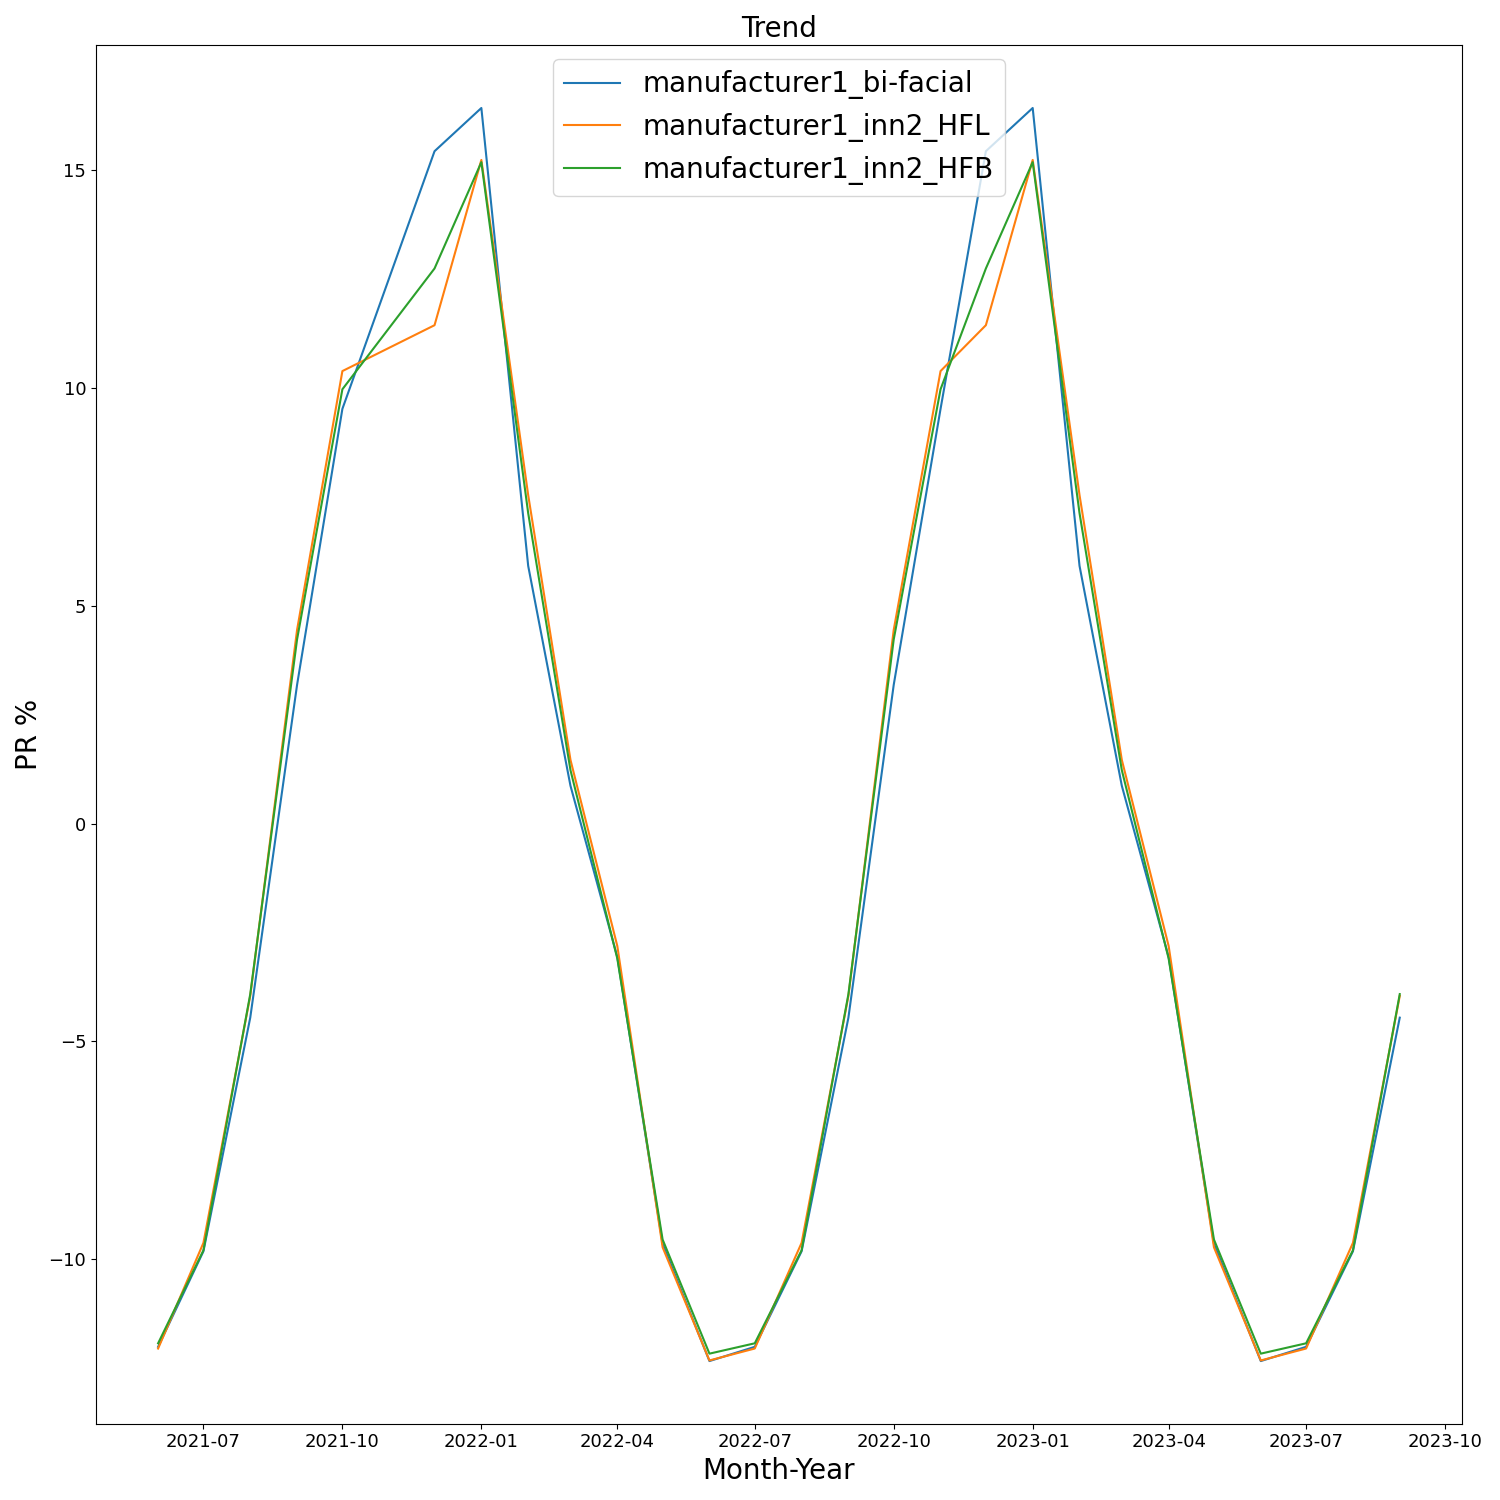 Trend
manufacturer1_bi-facial
manufacturer1_inn2_HFL
manufacturer1_inn2_HFB
PR %
15
10
5
0
−5
−10
2021-07 2021-10 2022-01 2022-04 2022-07 2022-10 2023-01 2023-04 2023-07 2023-10
Month-Year